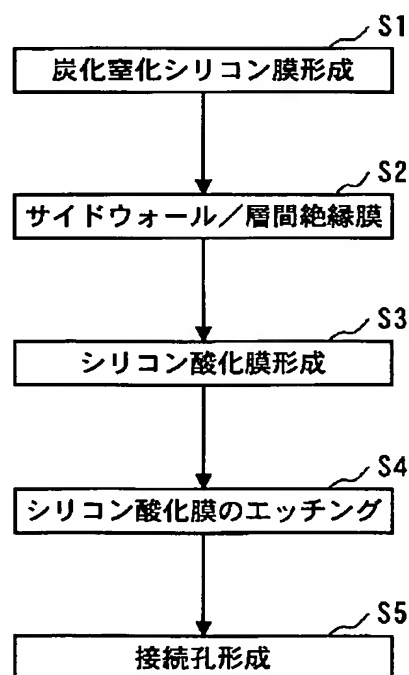 S1
炭化窒化シリコン膜形成
S2
サイドウォール／層間絶縁膜
S3
シリコン酸化膜形成
S4
シリコン酸化膜のエッチング
S5
接続孔形成